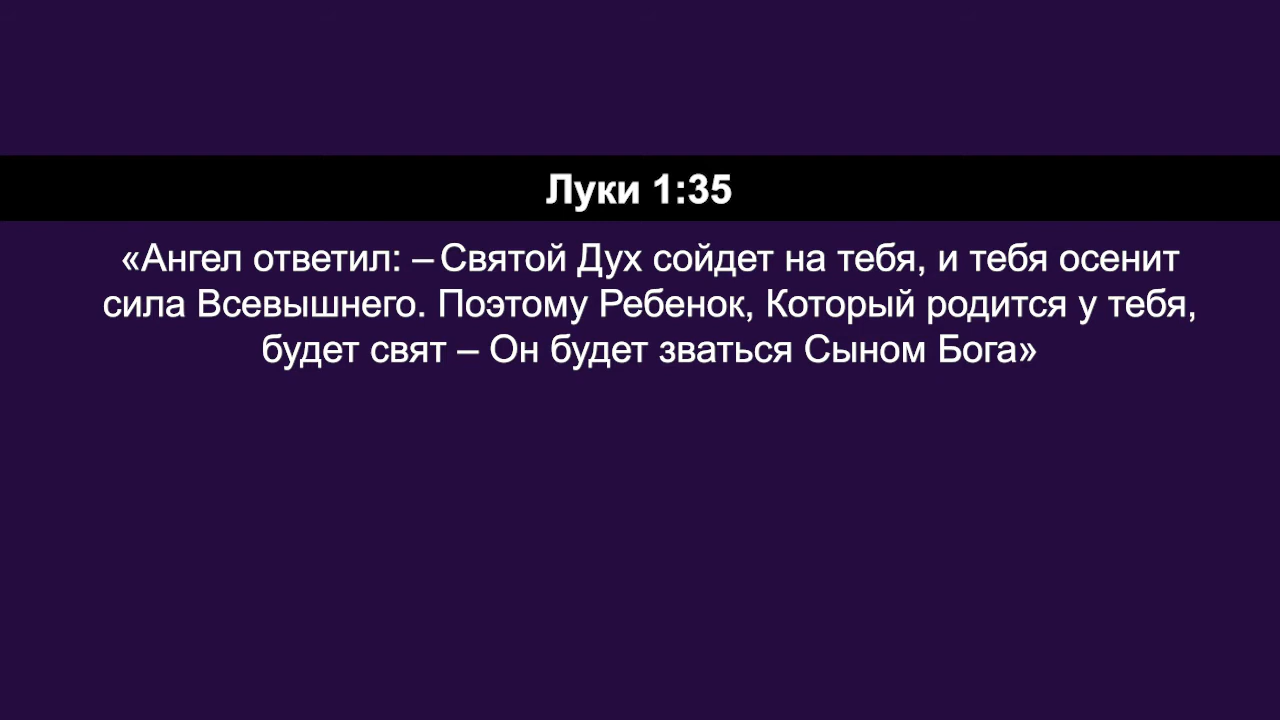 Луки 1:35
«Ангел ответил: – Святой Дух сойдет на тебя, и тебя осенит
сила Всевышнего. Поэтому Ребенок, Который родится у тебя,
будет свят – Он будет зваться Сыном Бога»